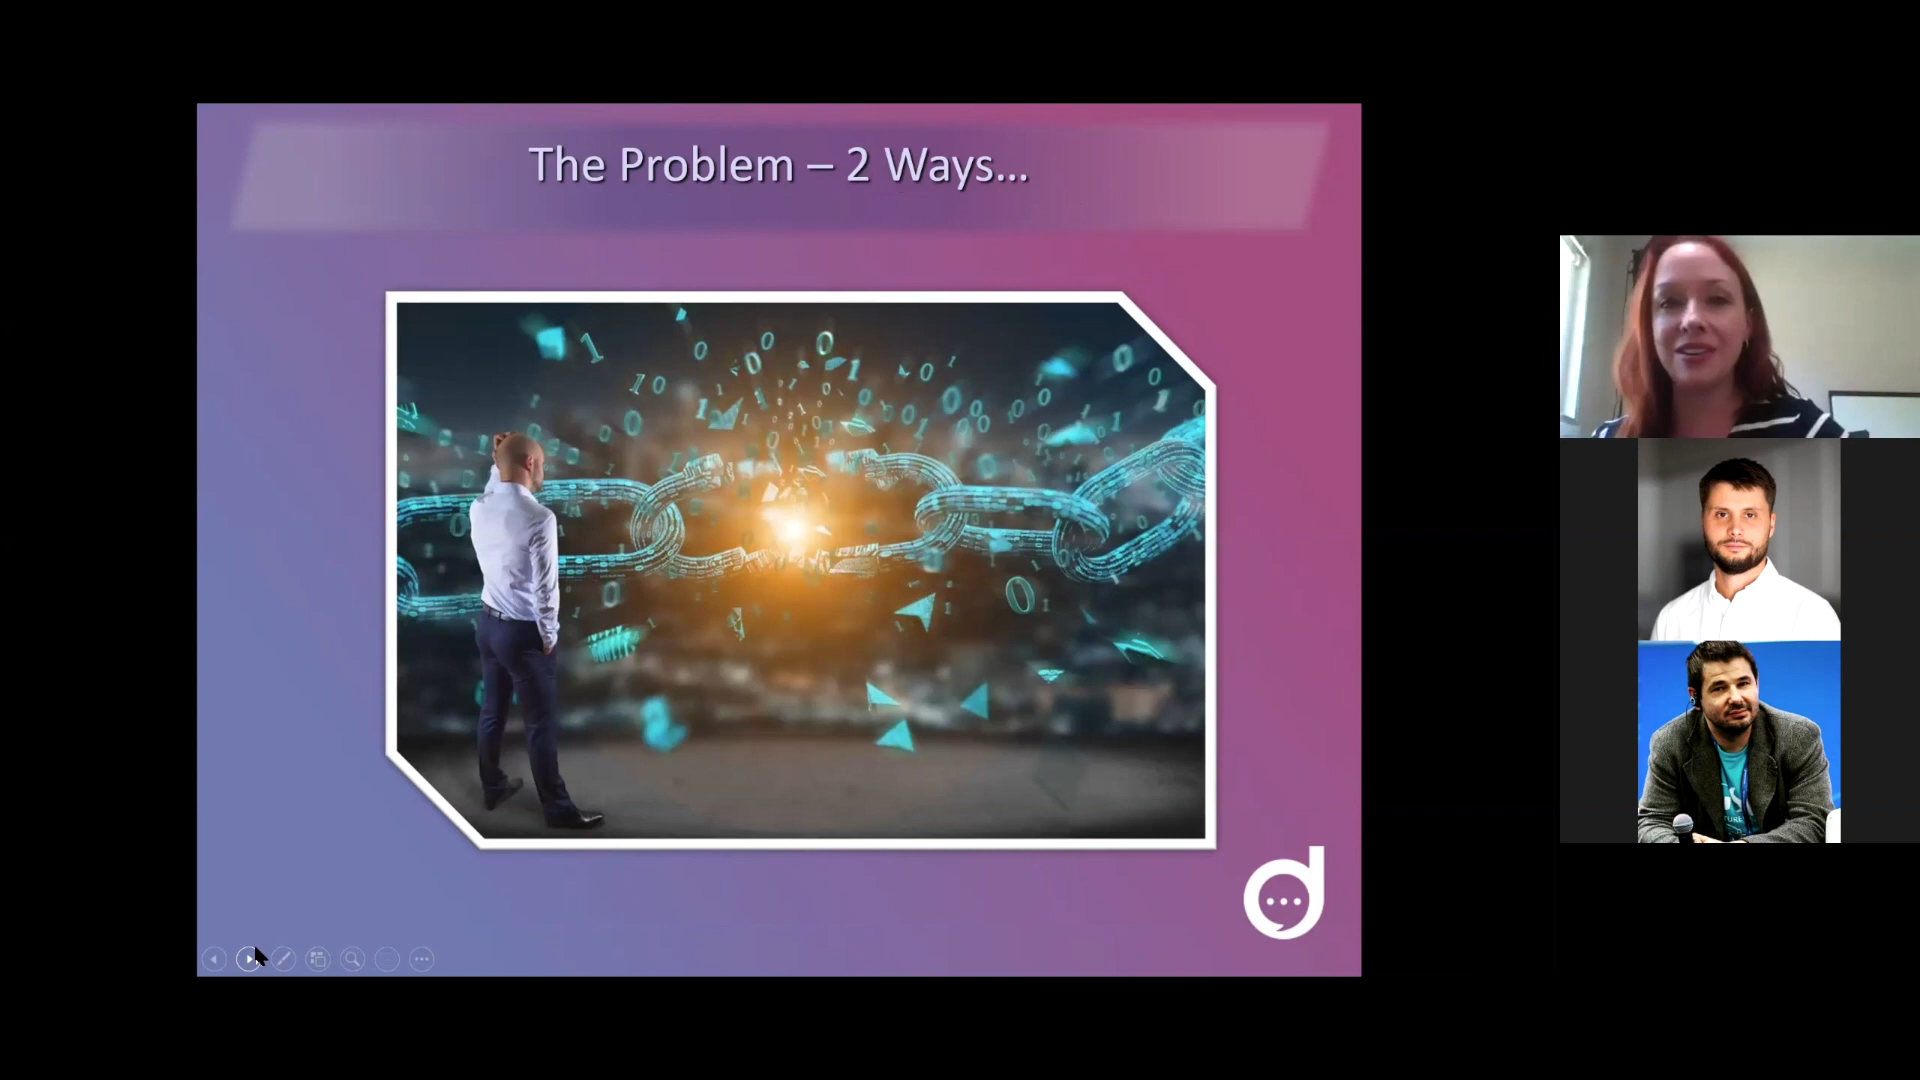 The Problem – 2 Ways...